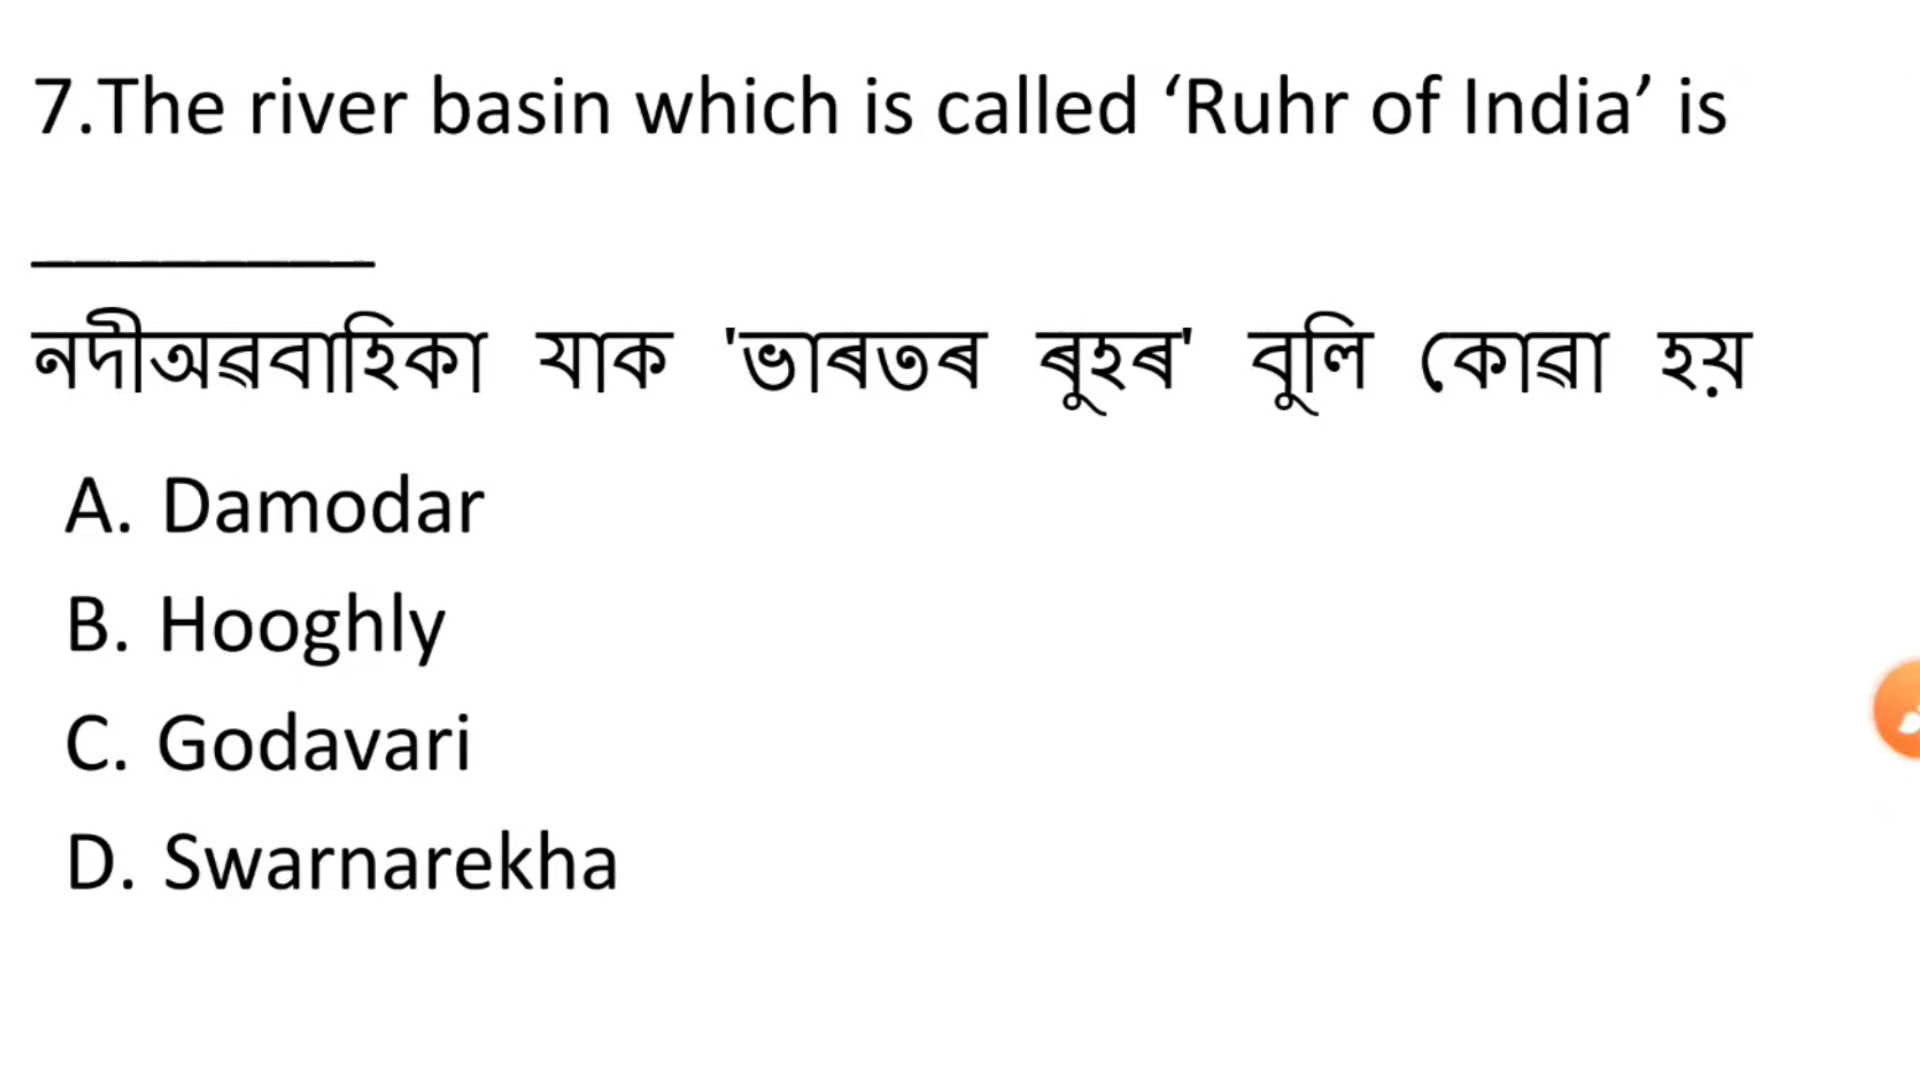 7.The river basin which is called ‘Ruhr of India’ is
________
নদীঅৱবাহিকা যাক 'ভাৰতৰ ৰুহৰ' বুলি কোৱা হয়
A. Damodar
B. Hooghly
C. Godavari
D. Swarnarekha